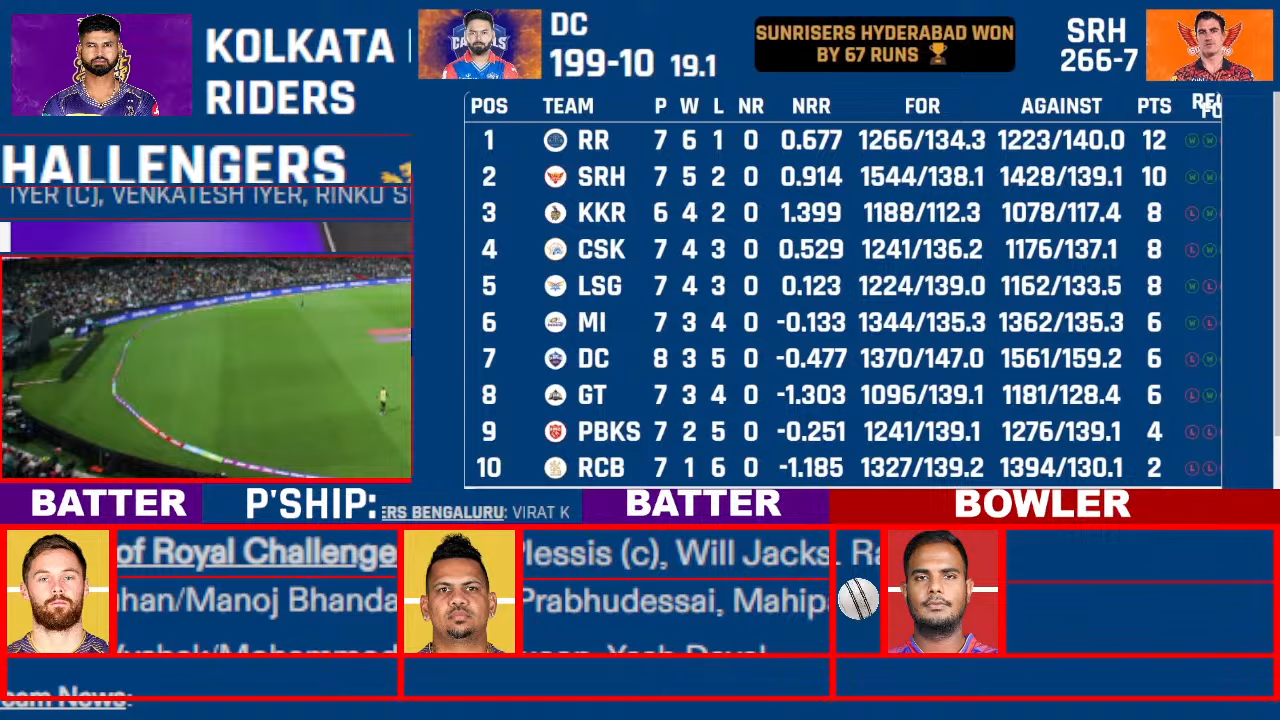 KOLKATA
RIDERS
DC
199-10 19.1
SUNRISERS HYDERABAD WON
BY 67 RUNS
SRH
266-7
HALLENGERS
IYER (C), VENKATESH IYER, RINKU S
POS TEAM P W L NR NRR FOR AGAINST PTS
1 RR 7 6 1 0 0.677 1266/134.3 1223/140.0 12 W W
2 SRH 7 5 2 0 0.914 1544/138.1 1428/139.1 10 W W
3 KKR 6 4 2 0 1.399 1188/112.3 1078/117.4 8 L W
4 CSK 7 4 3 0 0.529 1241/136.2 1176/137.1 8 L W
5 LSG 7 4 3 0 0.123 1224/139.0 1162/133.5 8 W L
6 MI 7 3 4 0 -0.133 1344/135.3 1362/135.3 6 W L
7 DC 8 3 5 0 -0.477 1370/147.0 1561/159.2 6 L W
8 GT 7 3 4 0 -1.303 1096/139.1 1181/128.4 6 L W
9 PBKS 7 2 5 0 -0.251 1241/139.1 1276/139.1 4 L L
10 RCB 7 1 6 0 -1.185 1327/139.2 1394/130.1 2 L L
BATTER P'SHIP: ERS BENGALURU: VIRAT K BATTER BOWLER
of Royal Challenge lessis (c), Will Jacks Ra
han/Manoj Bhanda Prabhudessai, Mahip